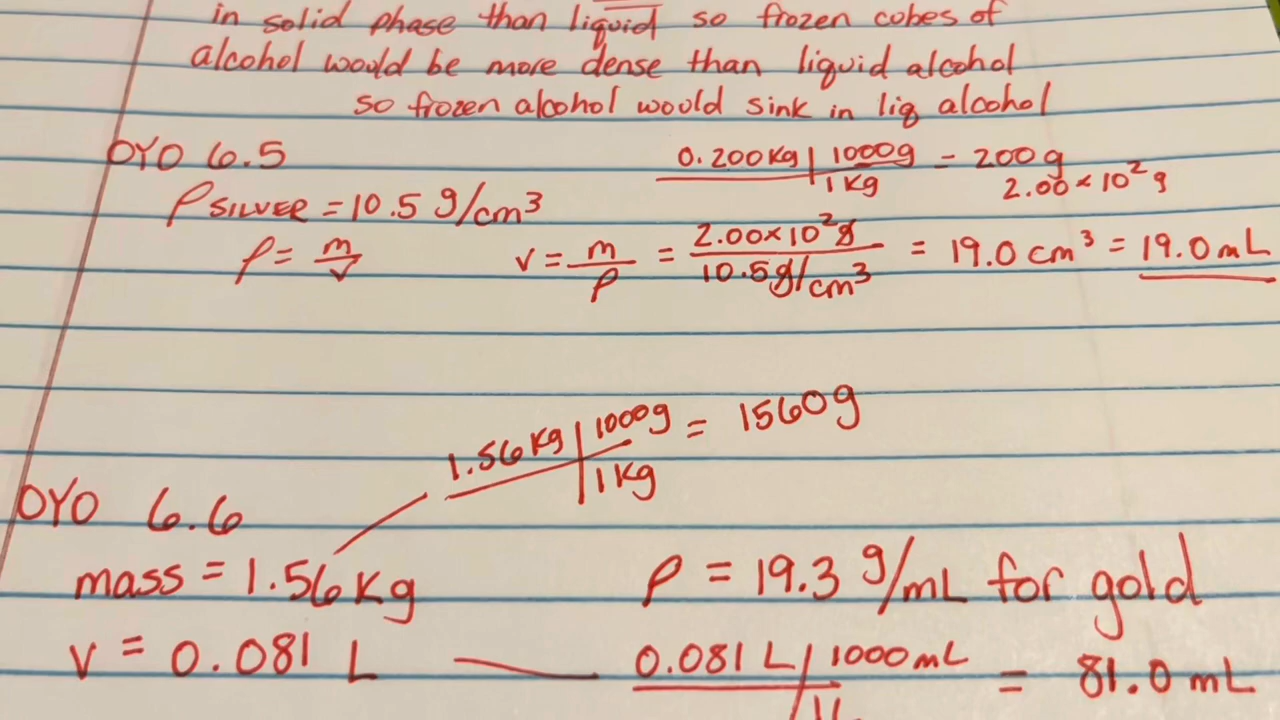 in solid phase than liquid so frozen cubes of
alcohol would be more dense than liquid alcohol
so frozen alcohol would sink in liq alcohol
OYO 6.5
0.200 Kg | 1000g = 200 g
1 Kg
2.00 × 10² g
ρ SILVER = 10.5 g/cm³
ρ = m/v
v = m/ρ = 2.00×10² g / 10.5 g/cm³ = 19.0 cm³ = 19.0 mL
1.56 Kg | 1000g = 1560 g
1 Kg
OYO 6.6
mass = 1.56 Kg
ρ = 19.3 g/mL for gold
v = 0.081 L
0.081 L | 1000 mL = 81.0 mL